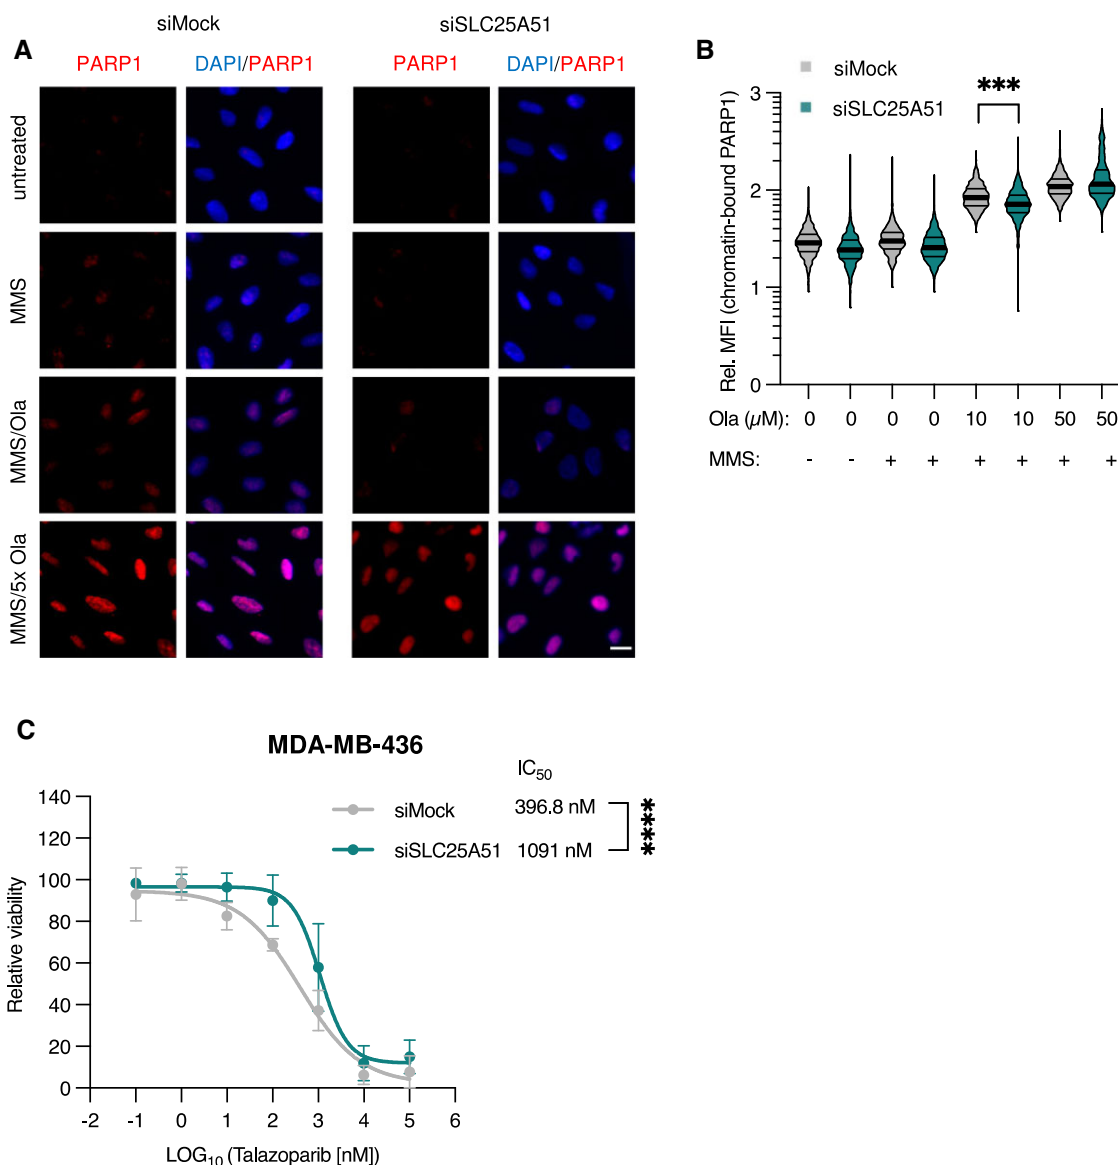 siMock siSLC25A51
A
PARP1 DAPI/PARP1 PARP1 DAPI/PARP1
untreated
MMS
MMS/Ola
MMS/5x Ola
B
siMock
siSLC25A51
***
Rel. MFI (chromatin-bound PARP1)
3
2
1
0
Ola (µM): 0 0 0 0 10 10 50 50
MMS: - - + + + + + +
C
MDA-MB-436
IC50
siMock 396.8 nM
siSLC25A51 1091 nM
****
Relative viability
140
120
100
80
60
40
20
0
-2 -1 0 1 2 3 4 5 6
LOG10 (Talazoparib [nM])